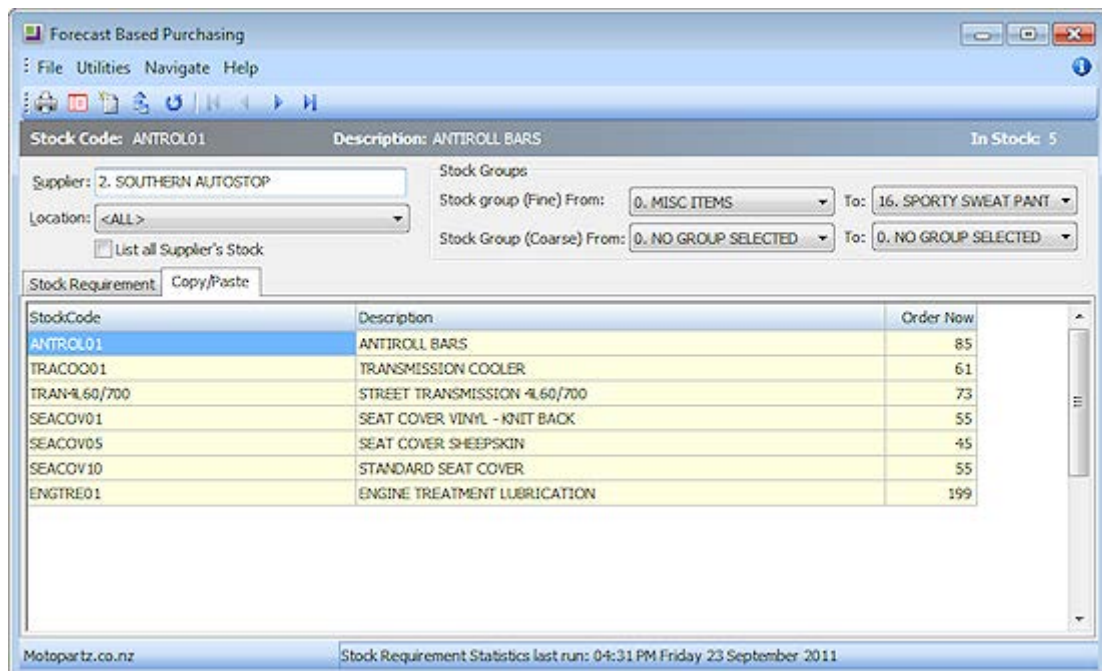 Forecast Based Purchasing
File Utilities Navigate Help
Stock Code: ANTROL01 Description: ANTIROLL BARS In Stock: 5
Supplier: 2. SOUTHERN AUTOSTOP
Location: <ALL>
List all Supplier's Stock
Stock Groups
Stock group (Fine) From: 0. MISC ITEMS To: 16. SPORTY SWEAT PANT
Stock Group (Coarse) From: 0. NO GROUP SELECTED To: 0. NO GROUP SELECTED
Stock Requirement Copy/Paste
StockCode Description Order Now
ANTROL01 ANTIROLL BARS 85
TRACOO01 TRANSMISSION COOLER 61
TRAN-4L60/700 STREET TRANSMISSION 4L60/700 73
SEACOV01 SEAT COVER VINYL - KNIT BACK 55
SEACOV05 SEAT COVER SHEEPSKIN 45
SEACOV10 STANDARD SEAT COVER 55
ENGTRE01 ENGINE TREATMENT LUBRICATION 199
Motopartz.co.nz Stock Requirement Statistics last run: 04:31 PM Friday 23 September 2011